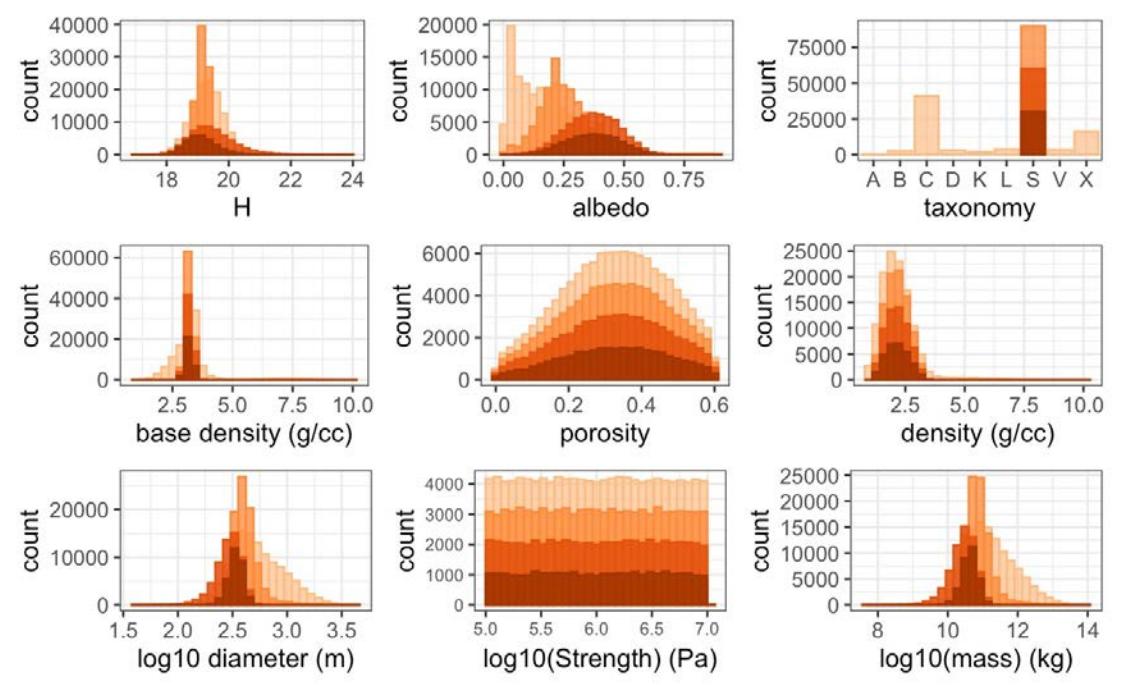 40000
30000
20000
10000
0
count
18 20 22 24
H
20000
15000
10000
5000
0
count
0.00 0.25 0.50 0.75
albedo
75000
50000
25000
0
count
A B C D K L S V X
taxonomy
60000
40000
20000
0
count
2.5 5.0 7.5 10.0
base density (g/cc)
6000
4000
2000
0
count
0.0 0.2 0.4 0.6
porosity
25000
20000
15000
10000
5000
0
count
2.5 5.0 7.5 10.0
density (g/cc)
20000
10000
0
count
1.5 2.0 2.5 3.0 3.5
log10 diameter (m)
4000
3000
2000
1000
0
count
5.0 5.5 6.0 6.5 7.0
log10(Strength) (Pa)
25000
20000
15000
10000
5000
0
count
8 10 12 14
log10(mass) (kg)